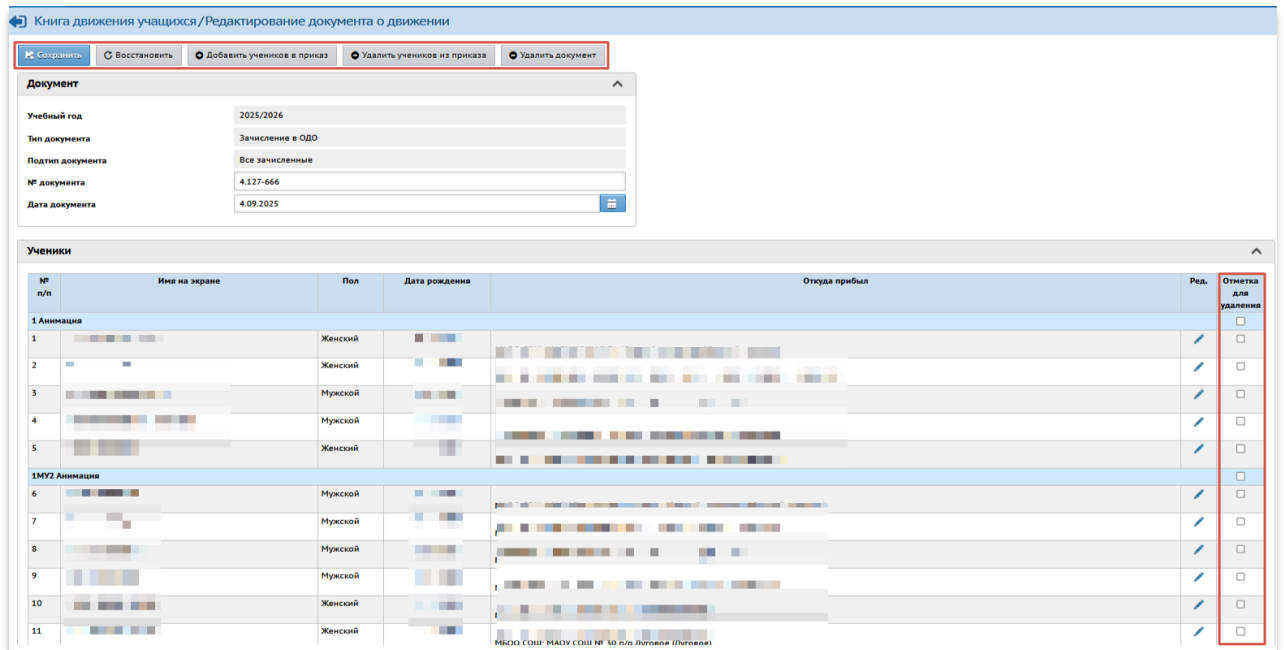 Книга движения учащихся/Редактирование документа о движении
Сохранить Восстановить Добавить учеников в приказ Удалить учеников из приказа Удалить документ
Документ
Учебный год 2025/2026
Тип документа Зачисление в ОДО
Подтип документа Все зачисленные
№ документа 4.127-666
Дата документа 4.09.2025
Ученики
№ п/п Имя на экране Пол Дата рождения Откуда прибыл Ред. Отметка для удаления
1 Анимация
1 Женский
2 Женский
3 Мужской
4 Мужской
5 Женский
1МУ2 Анимация
6 Мужской
7 Мужской
8 Мужской
9 Мужской
10 Женский
11 Женский
МБОО СОШ; МАОУ СОШ № 30 п/р Луговое (Луговое)